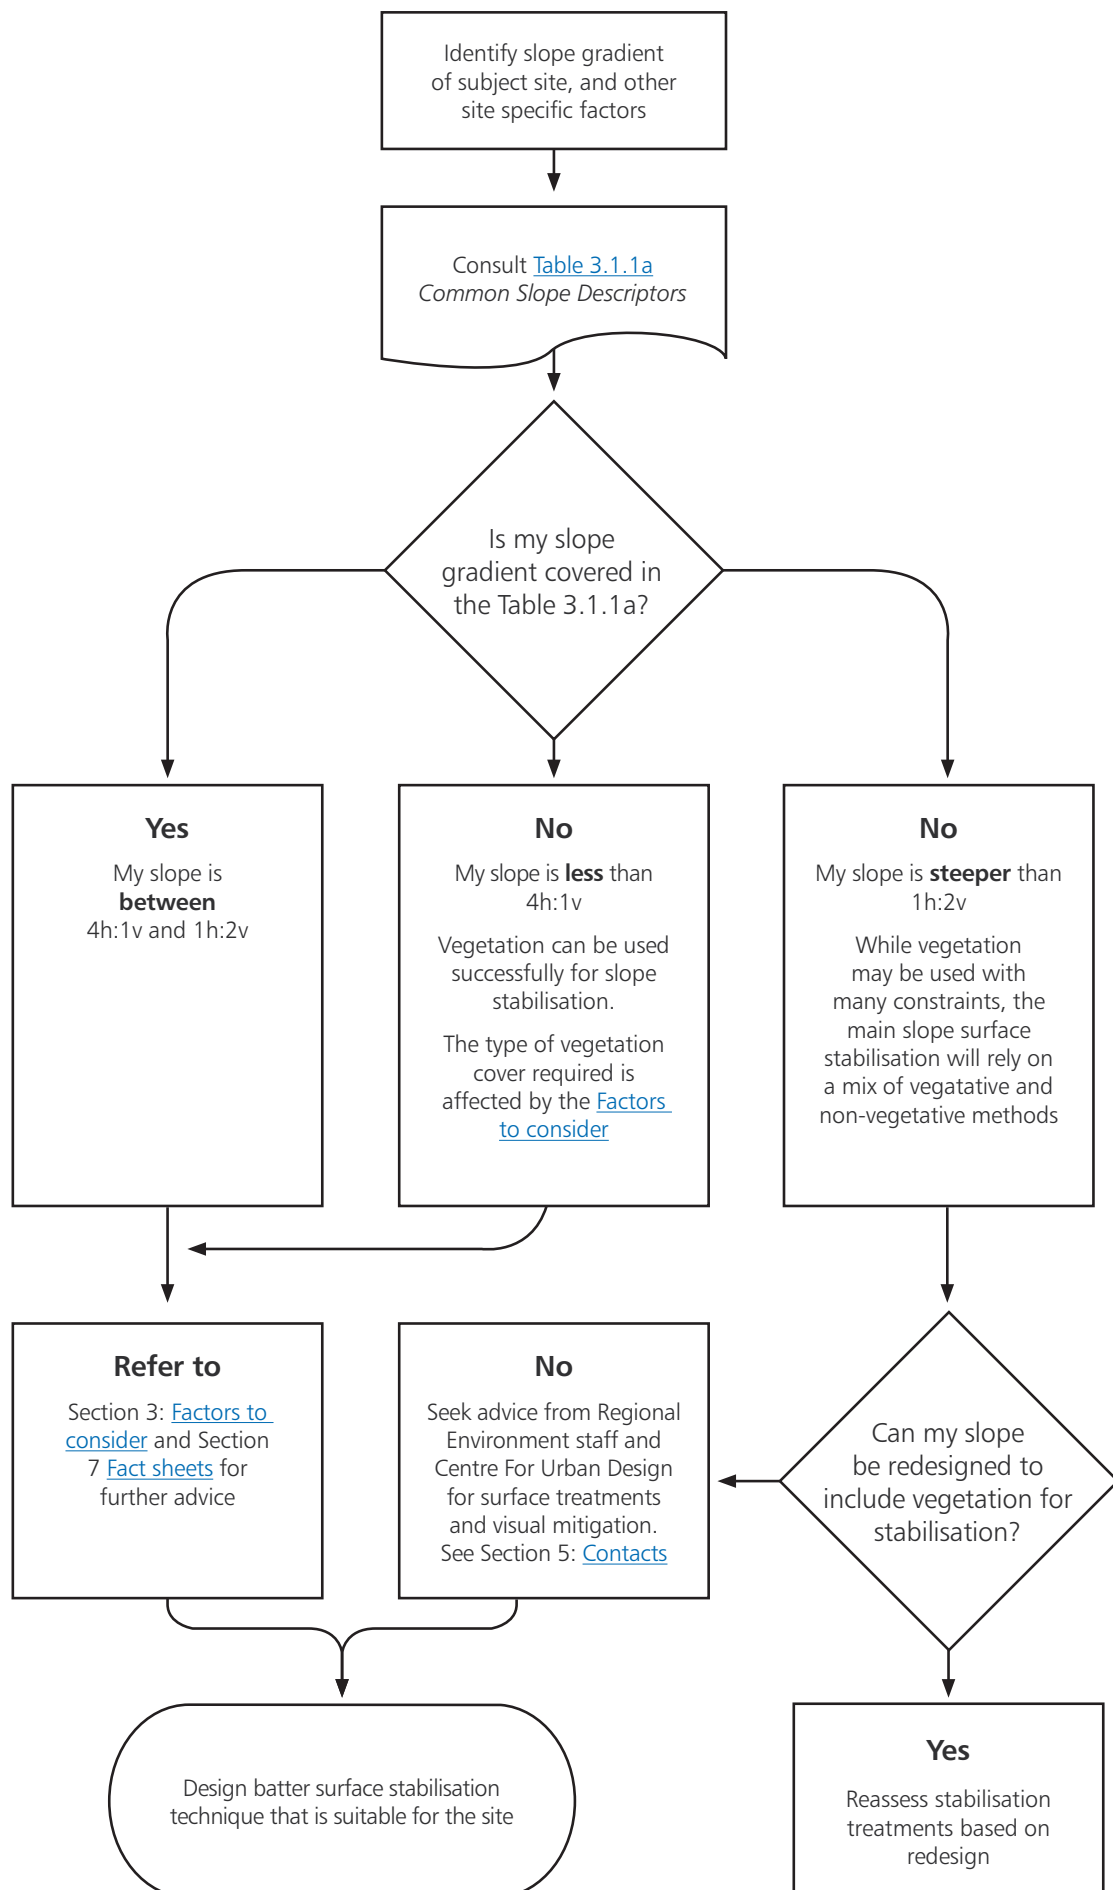 Identify slope gradient
of subject site, and other
site specific factors
Consult Table 3.1.1a
Common Slope Descriptors
Is my slope
gradient covered in
the Table 3.1.1a?
Yes
My slope is
between
4h:1v and 1h:2v
No
My slope is less than
4h:1v
Vegetation can be used
successfully for slope
stabilisation.
The type of vegetation
cover required is
affected by the Factors
to consider
No
My slope is steeper than
1h:2v
While vegetation
may be used with
many constraints, the
main slope surface
stabilisation will rely on
a mix of vegatative and
non-vegetative methods
Refer to
Section 3: Factors to
consider and Section
7 Fact sheets for
further advice
No
Seek advice from Regional
Environment staff and
Centre For Urban Design
for surface treatments
and visual mitigation.
See Section 5: Contacts
Can my slope
be redesigned to
include vegetation for
stabilisation?
Design batter surface stabilisation
technique that is suitable for the site
Yes
Reassess stabilisation
treatments based on
redesign